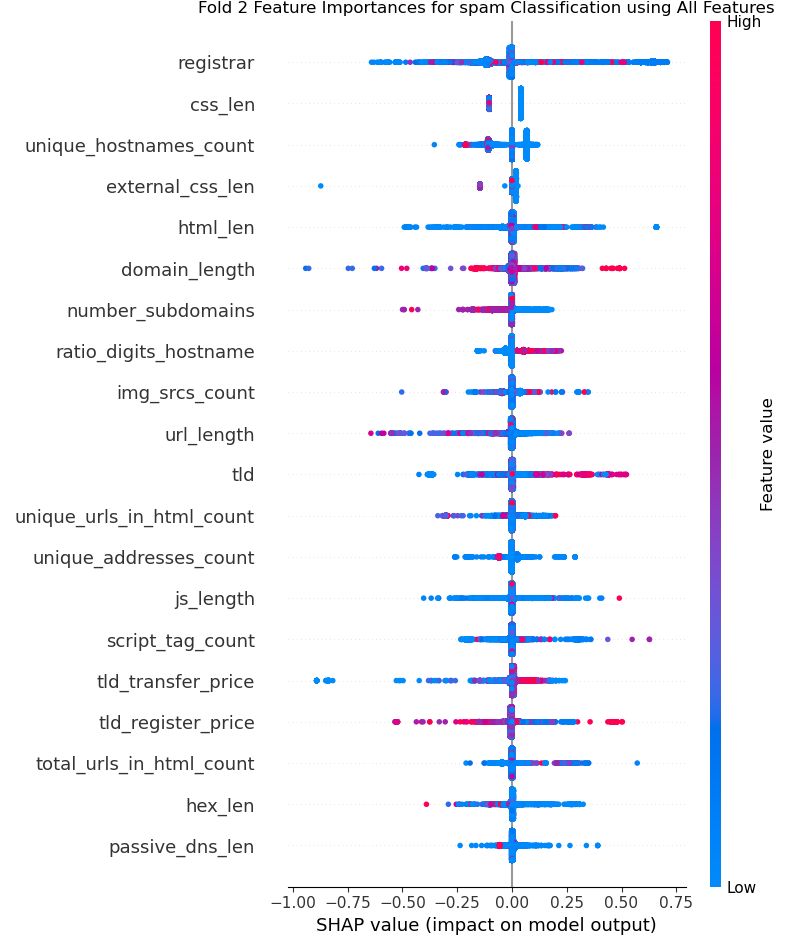 Fold 2 Feature Importances for spam Classification using All Features
High
registrar
css_len
unique_hostnames_count
external_css_len
html_len
domain_length
number_subdomains
ratio_digits_hostname
img_srcs_count
url_length
tld
unique_urls_in_html_count
unique_addresses_count
js_length
script_tag_count
tld_transfer_price
tld_register_price
total_urls_in_html_count
hex_len
passive_dns_len
Feature value
Low
−1.00 −0.75 −0.50 −0.25 0.00 0.25 0.50 0.75
SHAP value (impact on model output)